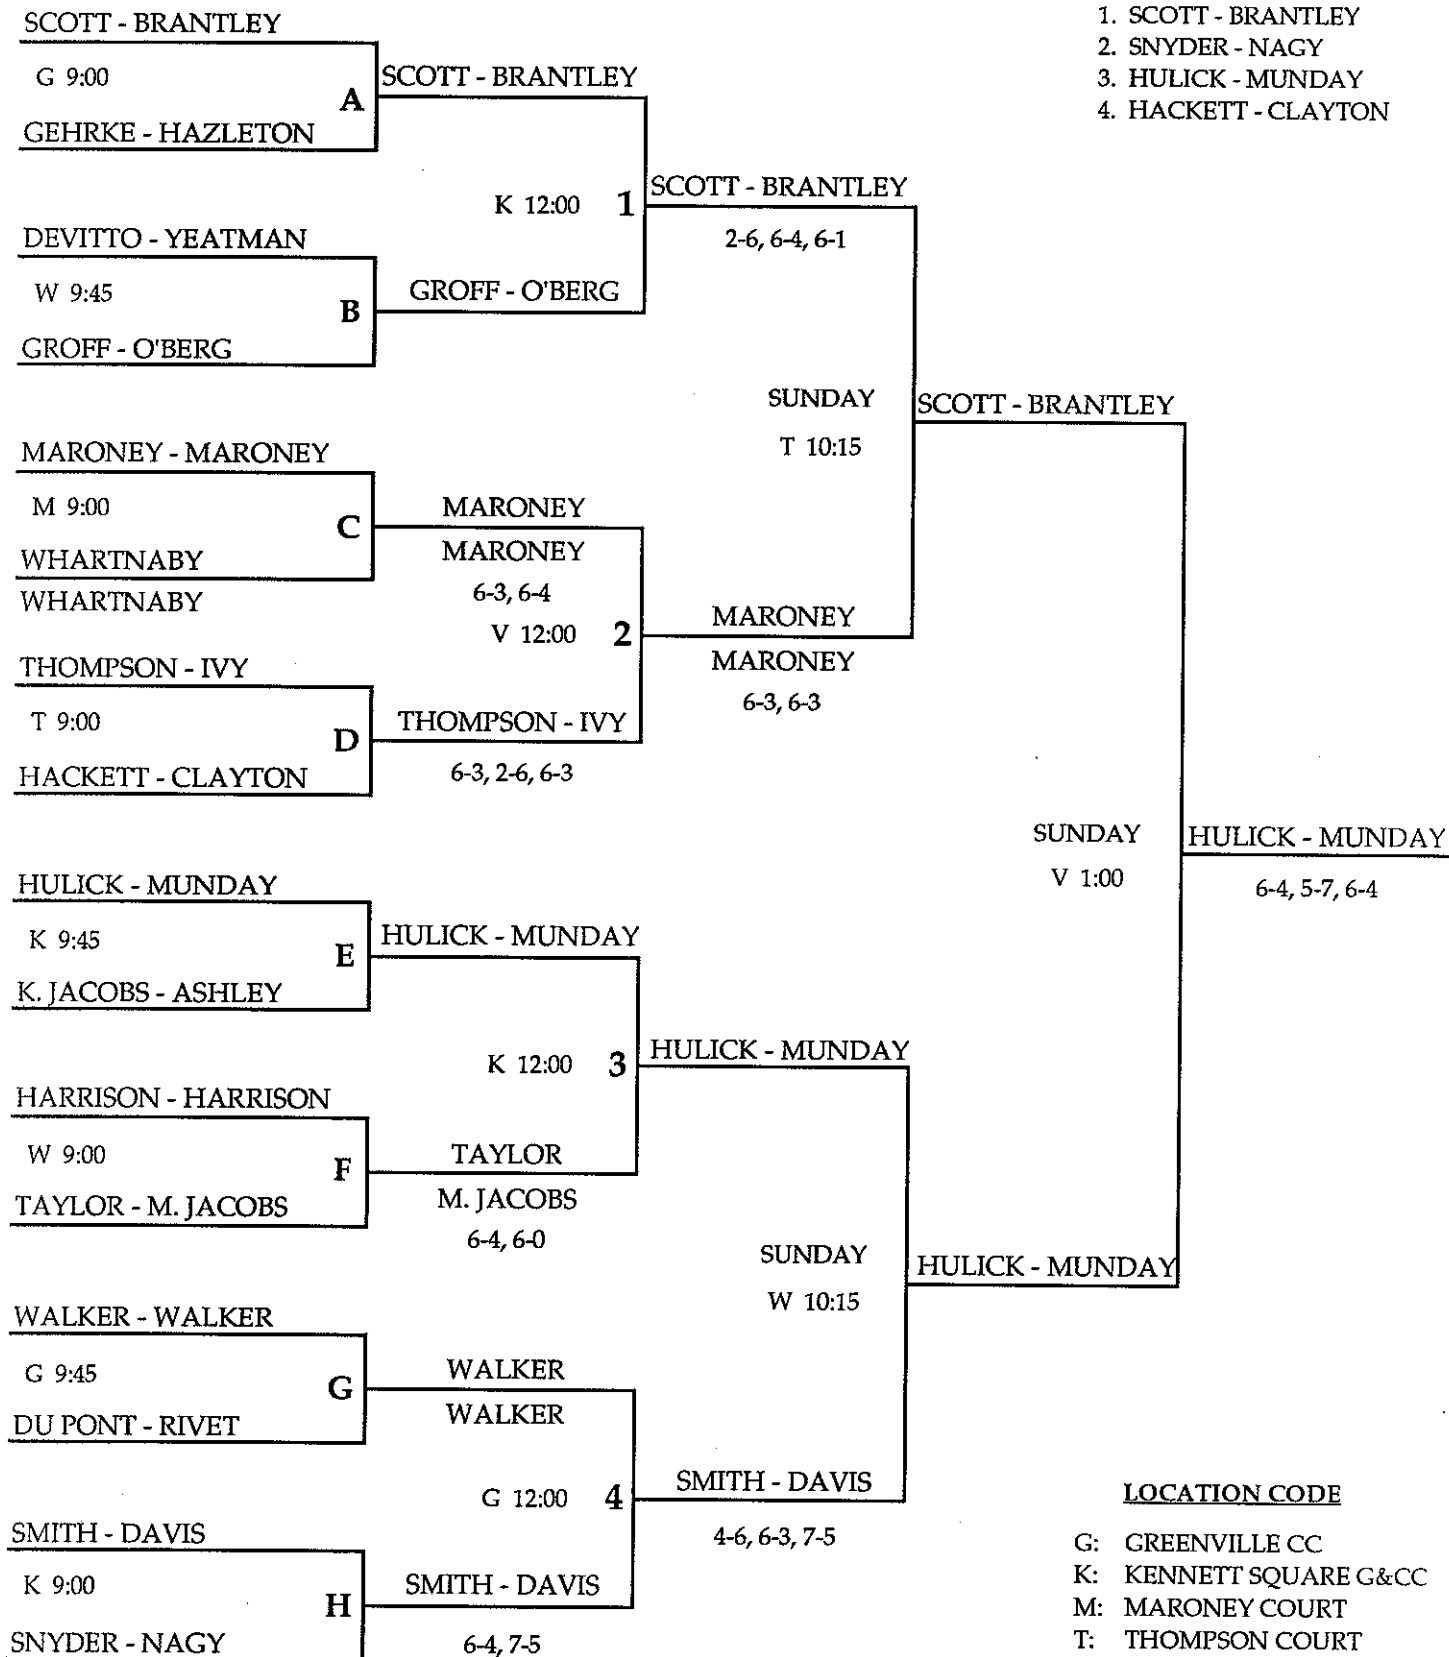 SCOTT - BRANTLEY
G 9:00
A
GEHRKE - HAZLETON
SCOTT - BRANTLEY
K 12:00
1
DEVITTO - YEATMAN
W 9:45
B
GROFF - O'BERG
GROFF - O'BERG
SCOTT - BRANTLEY
2-6, 6-4, 6-1
SUNDAY
T 10:15
MARONEY - MARONEY
M 9:00
C
WHARTNABY
WHARTNABY
MARONEY
MARONEY
6-3, 6-4
V 12:00
2
THOMPSON - IVY
T 9:00
D
HACKETT - CLAYTON
THOMPSON - IVY
6-3, 2-6, 6-3
MARONEY
MARONEY
6-3, 6-3
SCOTT - BRANTLEY
SUNDAY
V 1:00
HULICK - MUNDAY
6-4, 5-7, 6-4
HULICK - MUNDAY
K 9:45
E
K. JACOBS - ASHLEY
HULICK - MUNDAY
K 12:00
3
HARRISON - HARRISON
W 9:00
F
TAYLOR - M. JACOBS
TAYLOR
M. JACOBS
6-4, 6-0
HULICK - MUNDAY
SUNDAY
W 10:15
HULICK - MUNDAY
WALKER - WALKER
G 9:45
G
DU PONT - RIVET
WALKER
WALKER
G 12:00
4
SMITH - DAVIS
K 9:00
H
SNYDER - NAGY
SMITH - DAVIS
6-4, 7-5
SMITH - DAVIS
4-6, 6-3, 7-5
1. SCOTT - BRANTLEY
2. SNYDER - NAGY
3. HULICK - MUNDAY
4. HACKETT - CLAYTON
LOCATION CODE
G: GREENVILLE CC
K: KENNETT SQUARE G&CC
M: MARONEY COURT
T: THOMPSON COURT